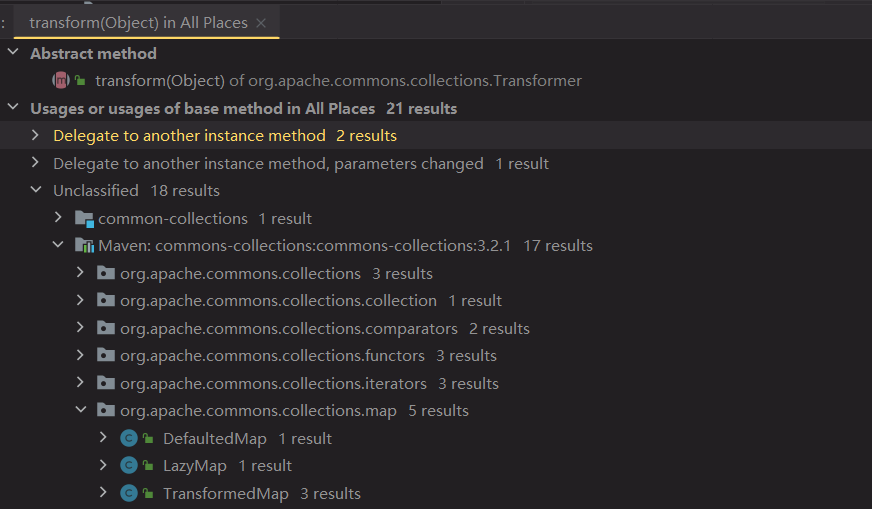 : transform(Object) in All Places
Abstract method
m transform(Object) of org.apache.commons.collections.Transformer
Usages or usages of base method in All Places 21 results
Delegate to another instance method 2 results
Delegate to another instance method, parameters changed 1 result
Unclassified 18 results
common-collections 1 result
Maven: commons-collections:commons-collections:3.2.1 17 results
org.apache.commons.collections 3 results
org.apache.commons.collections.collection 1 result
org.apache.commons.collections.comparators 2 results
org.apache.commons.collections.functors 3 results
org.apache.commons.collections.iterators 3 results
org.apache.commons.collections.map 5 results
C DefaultedMap 1 result
C LazyMap 1 result
C TransformedMap 3 results